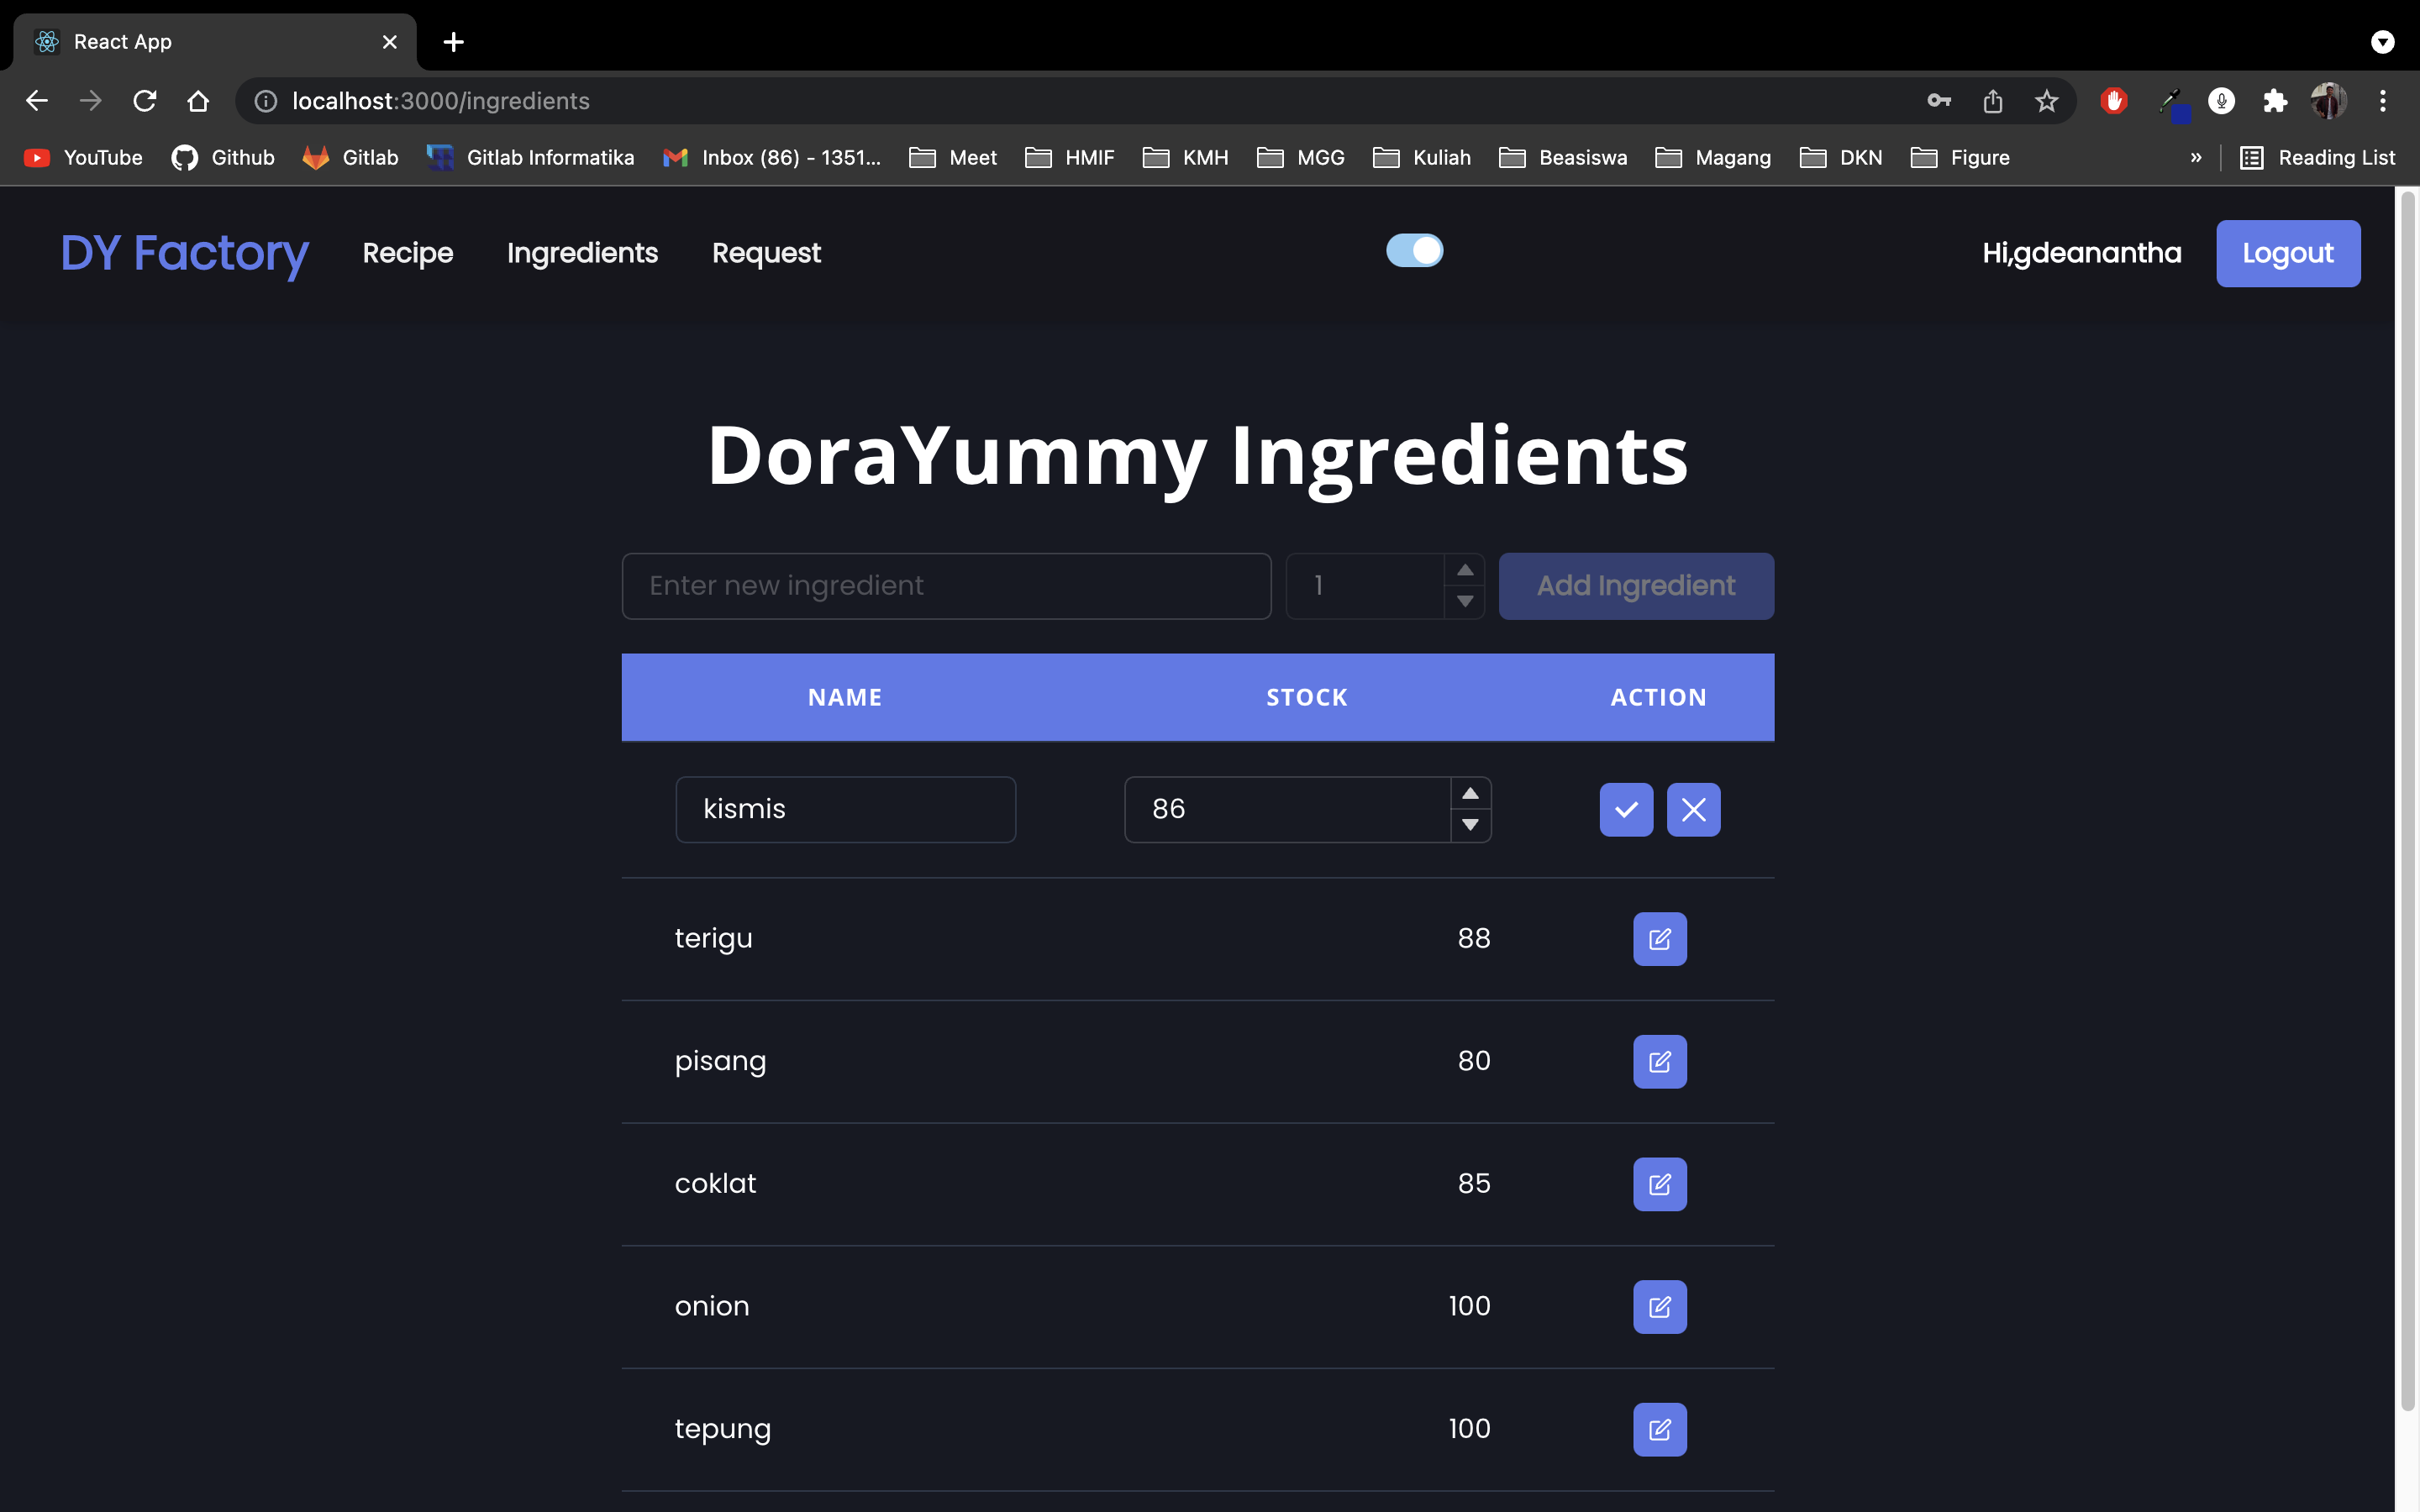 React App
localhost:3000/ingredients
YouTube Github Gitlab Gitlab Informatika Inbox (86) - 1351... Meet HMIF KMH MGG Kuliah Beasiswa Magang DKN Figure » Reading List
DY Factory Recipe Ingredients Request Hi,gdeanantha Logout
DoraYummy Ingredients
Enter new ingredient 1 Add Ingredient
NAME STOCK ACTION
kismis 86
terigu 88
pisang 80
coklat 85
onion 100
tepung 100